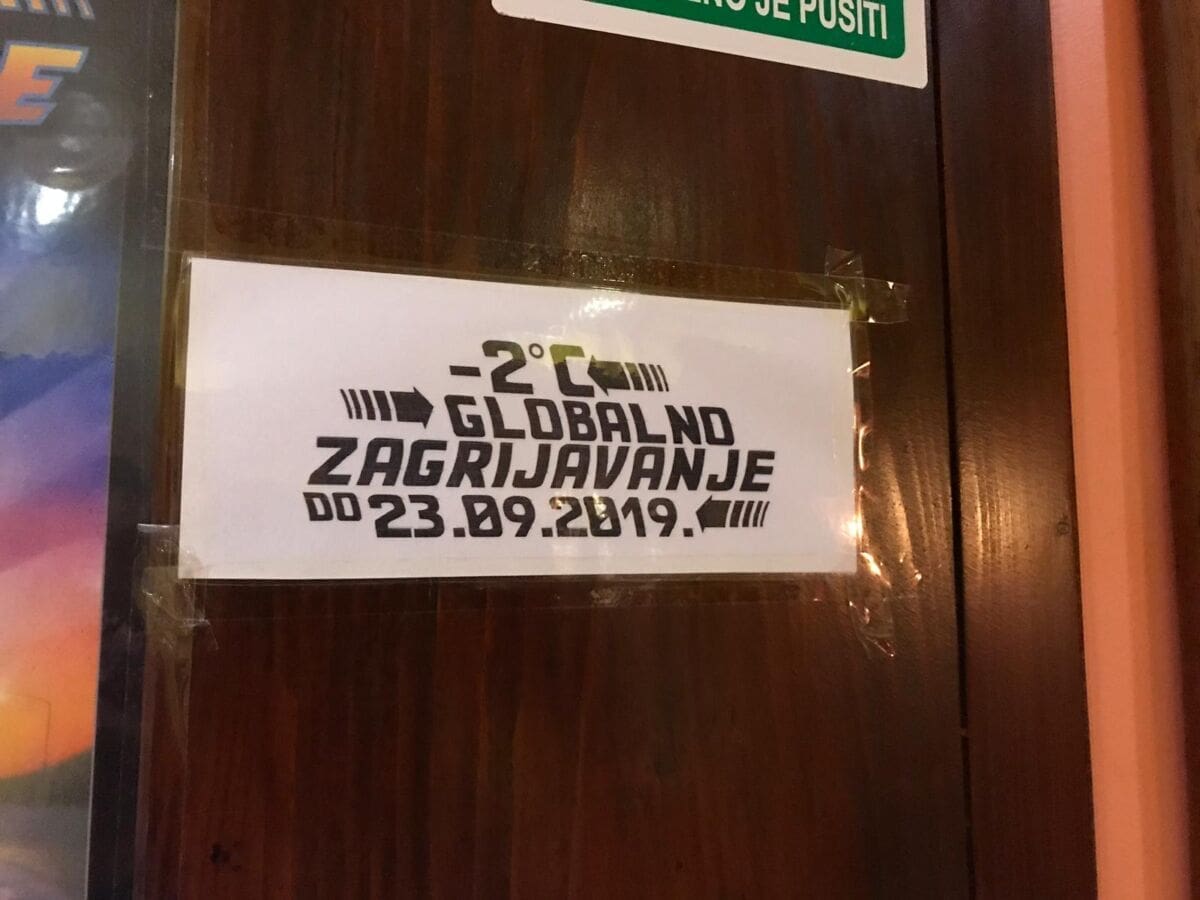 JE PUSITI
E
-2°C
GLOBALNO
ZAGRIJAVANJE
DO 23.09.2019.